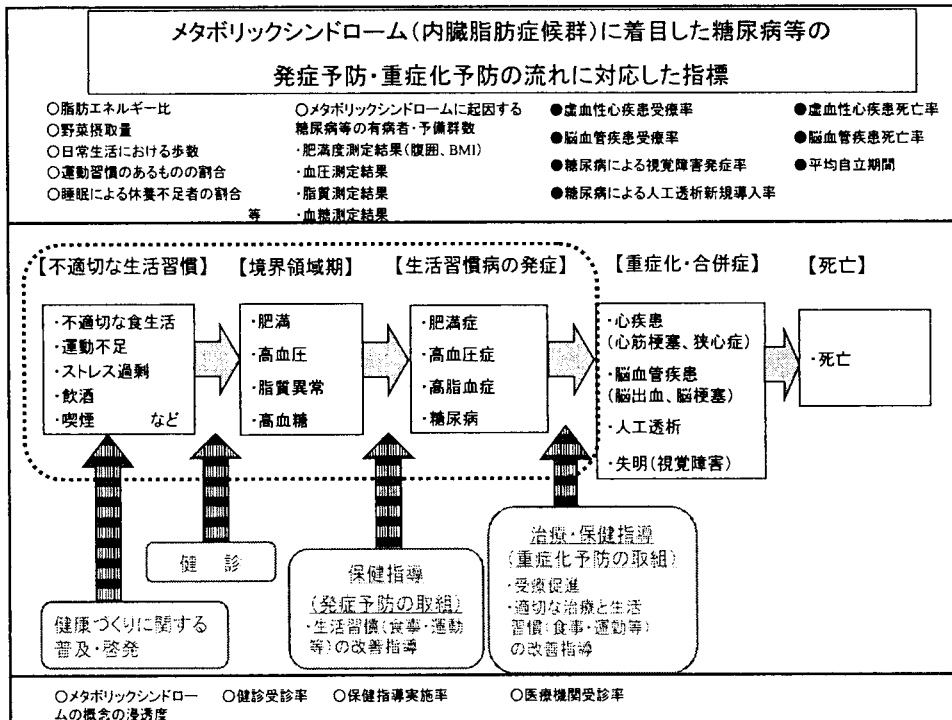 メタボリックシンドローム(内臓脂肪症候群)に着目した糖尿病等の
発症予防・重症化予防の流れに対応した指標
○脂肪エネルギー比
○野菜摂取量
○日常生活における歩数
○運動習慣のあるものの割合
○睡眠による休養不足者の割合
等
○メタボリックシンドロームに起因する
糖尿病等の有病者・予備群数
・肥満度測定結果(腹囲、BMI)
・血圧測定結果
・脂質測定結果
・血糖測定結果
●虚血性心疾患受療率
●脳血管疾患受療率
●糖尿病による視覚障害発症率
●糖尿病による人工透析新規導入率
●虚血性心疾患死亡率
●脳血管疾患死亡率
●平均自立期間
【不適切な生活習慣】
・不適切な食生活
・運動不足
・ストレス過剰
・飲酒
・喫煙 など
【境界領域期】
・肥満
・高血圧
・脂質異常
・高血糖
【生活習慣病の発症】
・肥満症
・高血圧症
・高脂血症
・糖尿病
【重症化・合併症】
・心疾患
(心筋梗塞、狭心症)
・脳血管疾患
(脳出血、脳梗塞)
・人工透析
・失明(視覚障害)
【死亡】
・死亡
健康づくりに関する
普及・啓発
健 診
保健指導
(発症予防の取組)
・生活習慣(食事・運動
等)の改善指導
治療・保健指導
(重症化予防の取組)
・受療促進
・適切な治療と生活
習慣(食事・運動等)
の改善指導
○メタボリックシンドロー
ムの概念の浸透度
○健診受診率
○保健指導実施率
○医療機関受診率